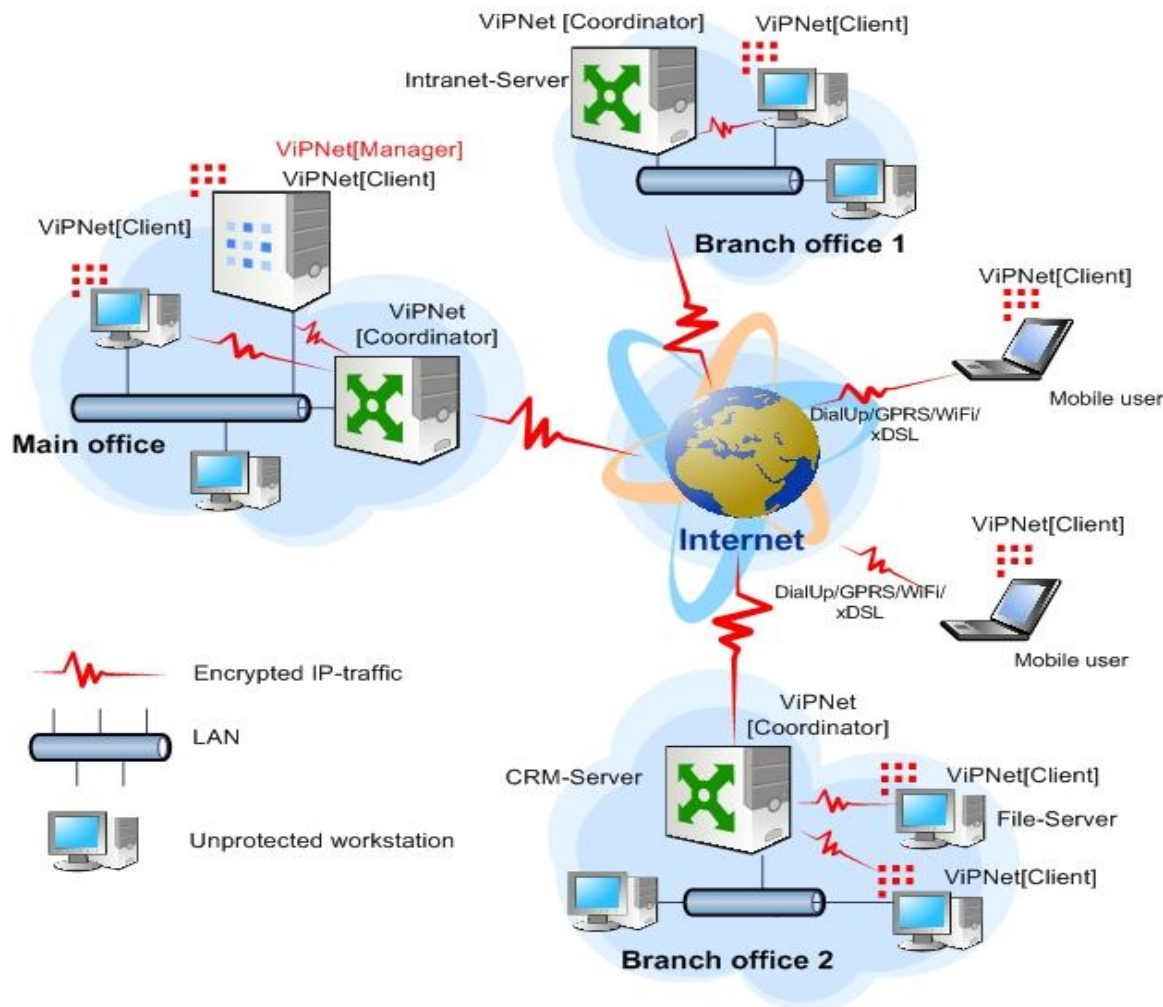 ViPNet [Coordinator]
ViPNet[Client]
Intranet-Server
Branch office 1
ViPNet[Manager]
ViPNet[Client]
ViPNet[Client]
ViPNet
[Coordinator]
Main office
ViPNet[Client]
Mobile user
DialUp/GPRS/WiFi/
xDSL
Internet
ViPNet[Client]
DialUp/GPRS/WiFi/
xDSL
Mobile user
Encrypted IP-traffic
LAN
Unprotected workstation
ViPNet
[Coordinator]
CRM-Server
ViPNet[Client]
File-Server
ViPNet[Client]
Branch office 2